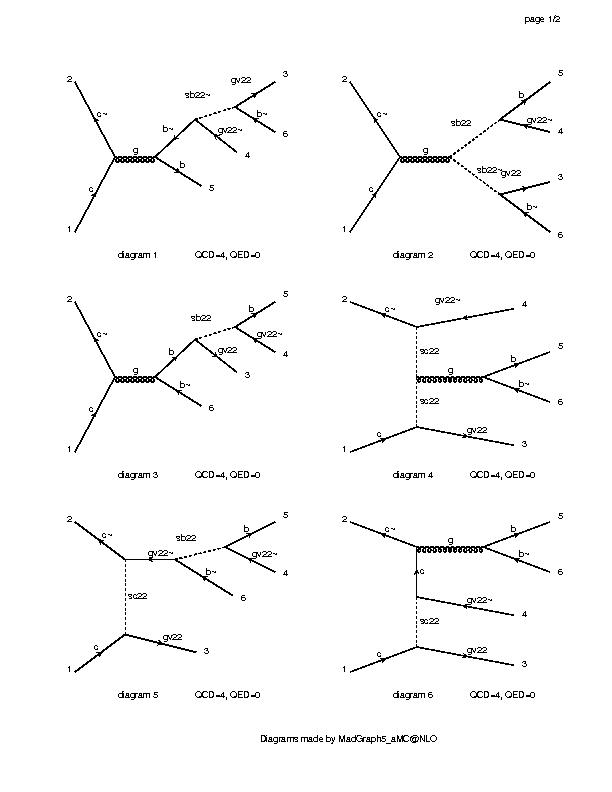 page 1/2
2
c~
c
1
g
b~
b
sb22~
gv22
3
b~
6
gv22~
4
5
diagram 1 QCD=4, QED=0
2
c~
c
1
g
sb22
b
5
gv22~
4
sb22~
gv22
3
b~
6
diagram 2 QCD=4, QED=0
2
c~
c
1
g
b
b~
6
sb22
b
5
gv22~
4
gv22
3
diagram 3 QCD=4, QED=0
2
c~
gv22~
4
sc22
g
b
5
b~
6
sc22
c
1
gv22
3
diagram 4 QCD=4, QED=0
2
c~
gv22~
sb22
b
5
gv22~
4
b~
6
sc22
c
1
gv22
3
diagram 5 QCD=4, QED=0
2
c~
g
b
5
b~
6
c
gv22~
4
sc22
c
1
gv22
3
diagram 6 QCD=4, QED=0
Diagrams made by MadGraph5_aMC@NLO